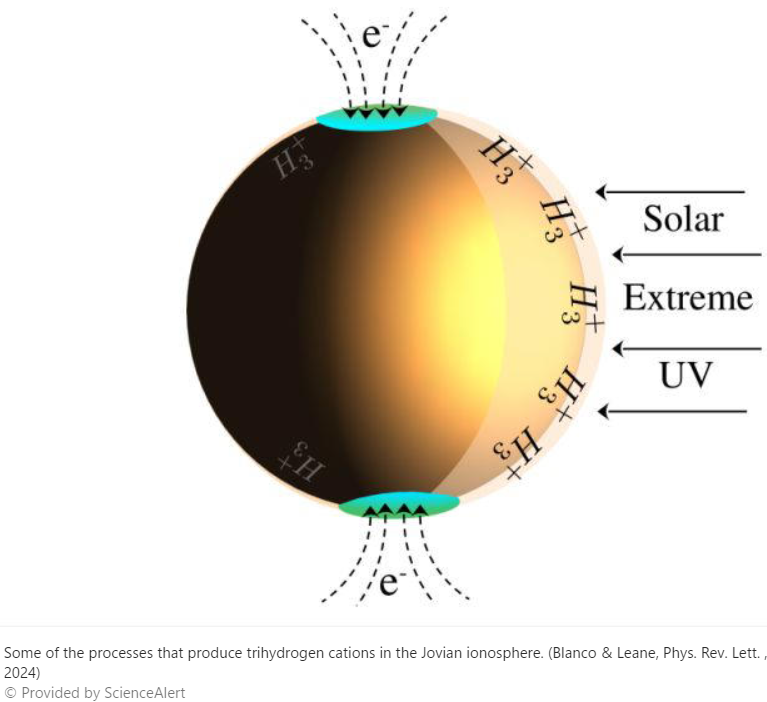 e⁻
H₃⁺
H₃⁺
H₃⁺
Solar
H₃⁺
Extreme
UV
H₃⁺
H₃⁺
H₃⁺
e⁻
Some of the processes that produce trihydrogen cations in the Jovian ionosphere. (Blanco & Leane, Phys. Rev. Lett. ,
2024)
© Provided by ScienceAlert